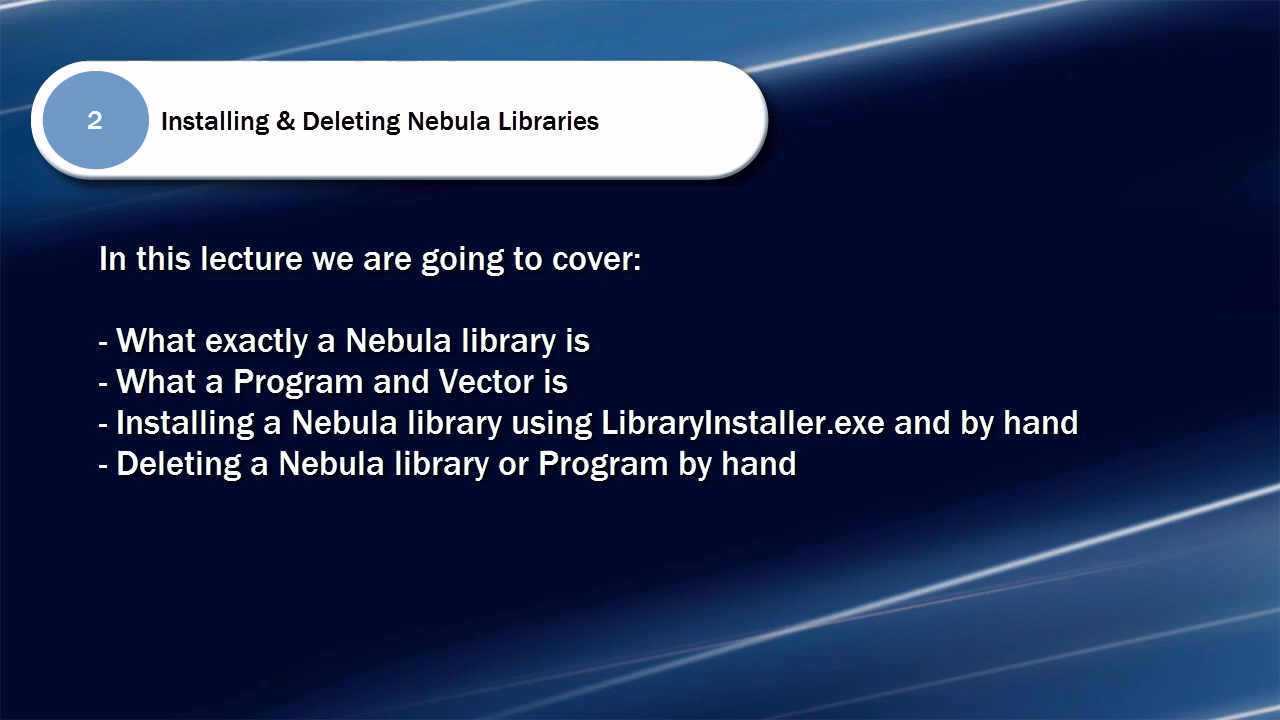 2
Installing & Deleting Nebula Libraries
In this lecture we are going to cover:
- What exactly a Nebula library is
- What a Program and Vector is
- Installing a Nebula library using LibraryInstaller.exe and by hand
- Deleting a Nebula library or Program by hand